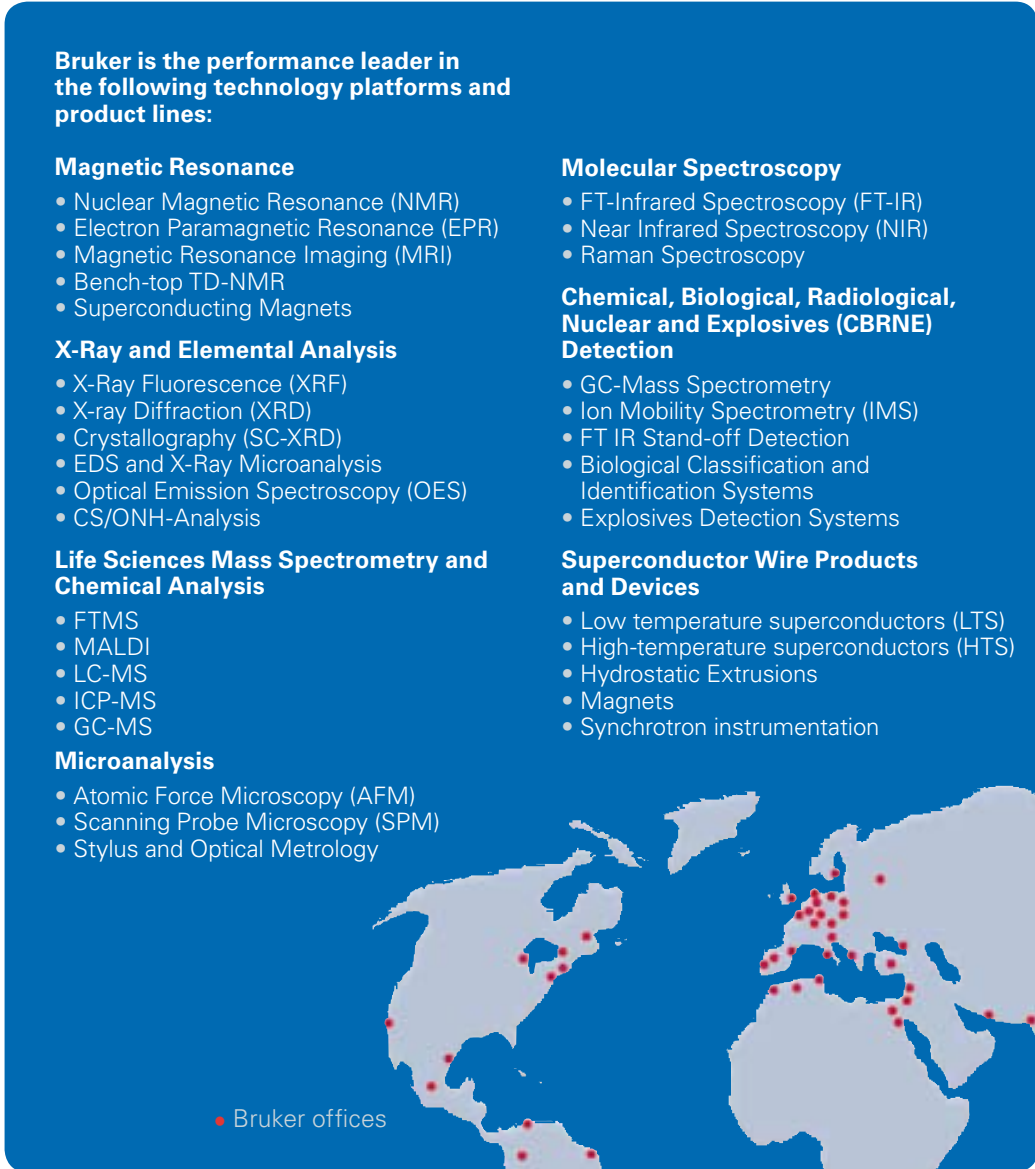 Bruker is the performance leader in
the following technology platforms and
product lines:
Magnetic Resonance
• Nuclear Magnetic Resonance (NMR)
• Electron Paramagnetic Resonance (EPR)
• Magnetic Resonance Imaging (MRI)
• Bench-top TD-NMR
• Superconducting Magnets
X-Ray and Elemental Analysis
• X-Ray Fluorescence (XRF)
• X-ray Diffraction (XRD)
• Crystallography (SC-XRD)
• EDS and X-Ray Microanalysis
• Optical Emission Spectroscopy (OES)
• CS/ONH-Analysis
Life Sciences Mass Spectrometry and
Chemical Analysis
• FTMS
• MALDI
• LC-MS
• ICP-MS
• GC-MS
Microanalysis
• Atomic Force Microscopy (AFM)
• Scanning Probe Microscopy (SPM)
• Stylus and Optical Metrology
Molecular Spectroscopy
• FT-Infrared Spectroscopy (FT-IR)
• Near Infrared Spectroscopy (NIR)
• Raman Spectroscopy
Chemical, Biological, Radiological,
Nuclear and Explosives (CBRNE)
Detection
• GC-Mass Spectrometry
• Ion Mobility Spectrometry (IMS)
• FT IR Stand-off Detection
• Biological Classification and
Identification Systems
• Explosives Detection Systems
Superconductor Wire Products
and Devices
• Low temperature superconductors (LTS)
• High-temperature superconductors (HTS)
• Hydrostatic Extrusions
• Magnets
• Synchrotron instrumentation
• Bruker offices